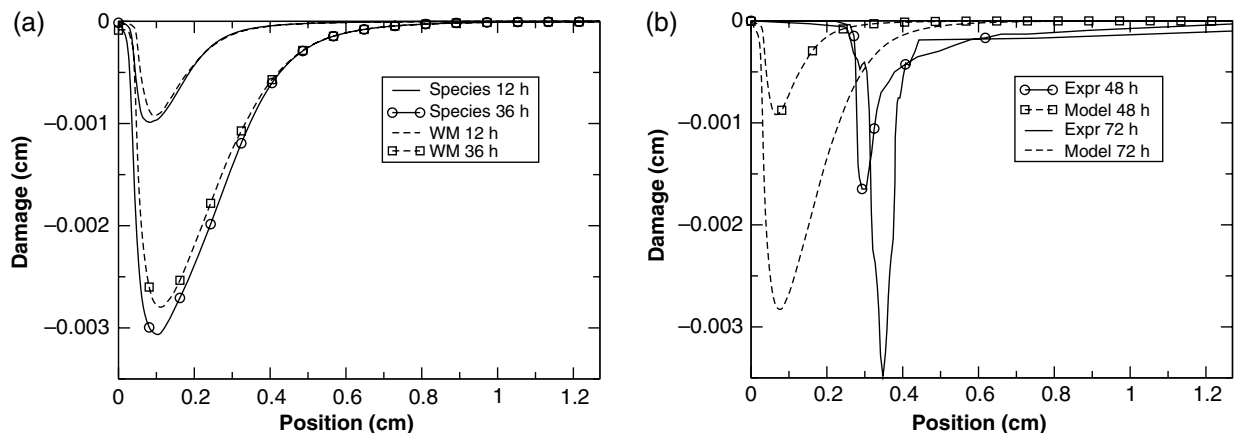 (a)
0
−0.001
−0.002
−0.003
Damage (cm)
Species 12 h
Species 36 h
WM 12 h
WM 36 h
0 0.2 0.4 0.6 0.8 1 1.2
Position (cm)
(b)
0
−0.001
−0.002
−0.003
Damage (cm)
Expr 48 h
Model 48 h
Expr 72 h
Model 72 h
0 0.2 0.4 0.6 0.8 1 1.2
Position (cm)